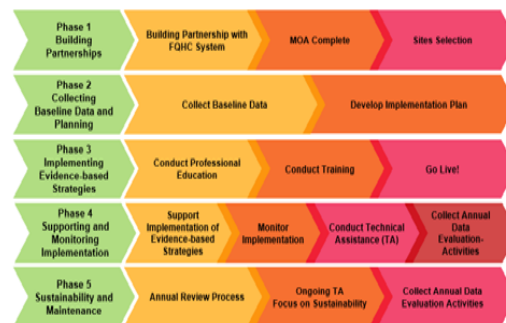 Phase 1
Building
Partnerships
Building Partnership with
FQHC System
MOA Complete
Sites Selection
Phase 2
Collecting
Baseline Data and
Planning
Collect Baseline Data
Develop Implementation Plan
Phase 3
Implementing
Evidence-based
Strategies
Conduct Professional
Education
Conduct Training
Go Live!
Phase 4
Supporting and
Monitoring
Implementation
Support
Implementation of
Evidence-based
Strategies
Monitor
Implementation
Conduct Technical
Assistance (TA)
Collect Annual
Data
Evaluation-
Activities
Phase 5
Sustainability and
Maintenance
Annual Review Process
Ongoing TA
Focus on Sustainability
Collect Annual Data
Evaluation Activities